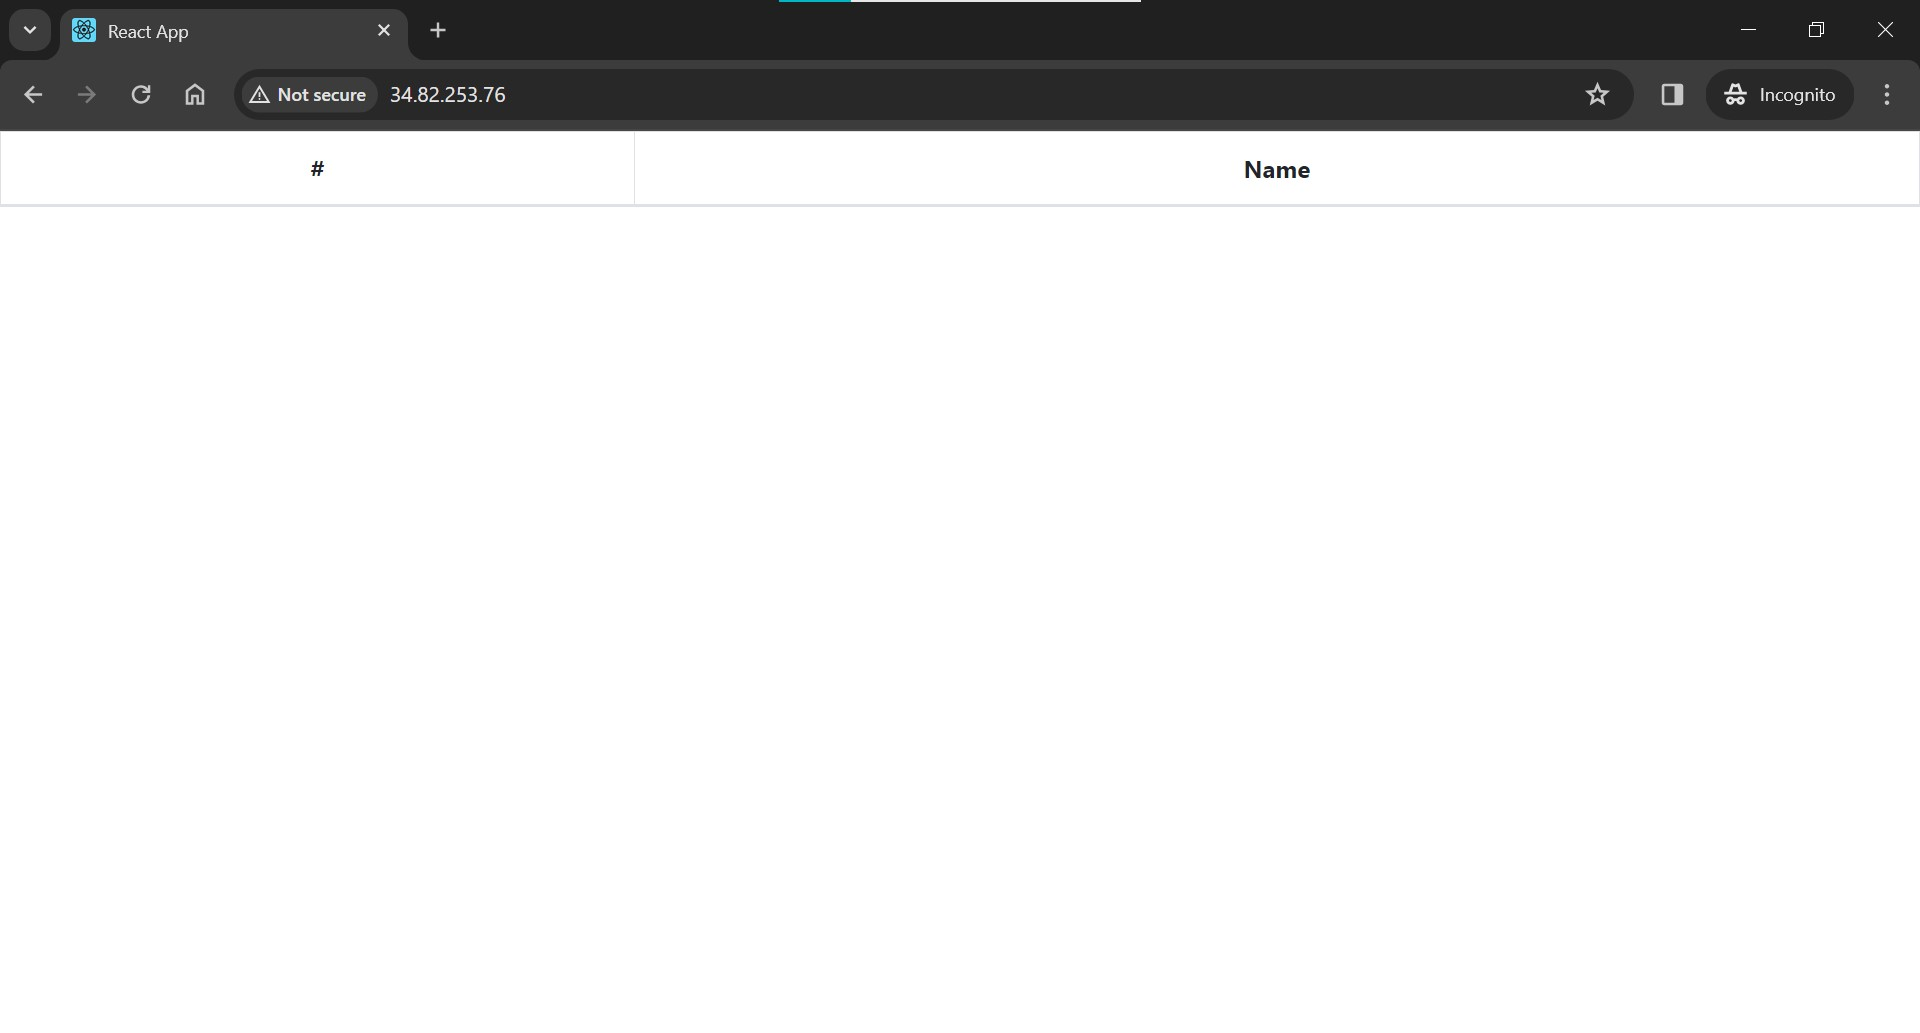 React App
Not secure 34.82.253.76 Incognito
# Name